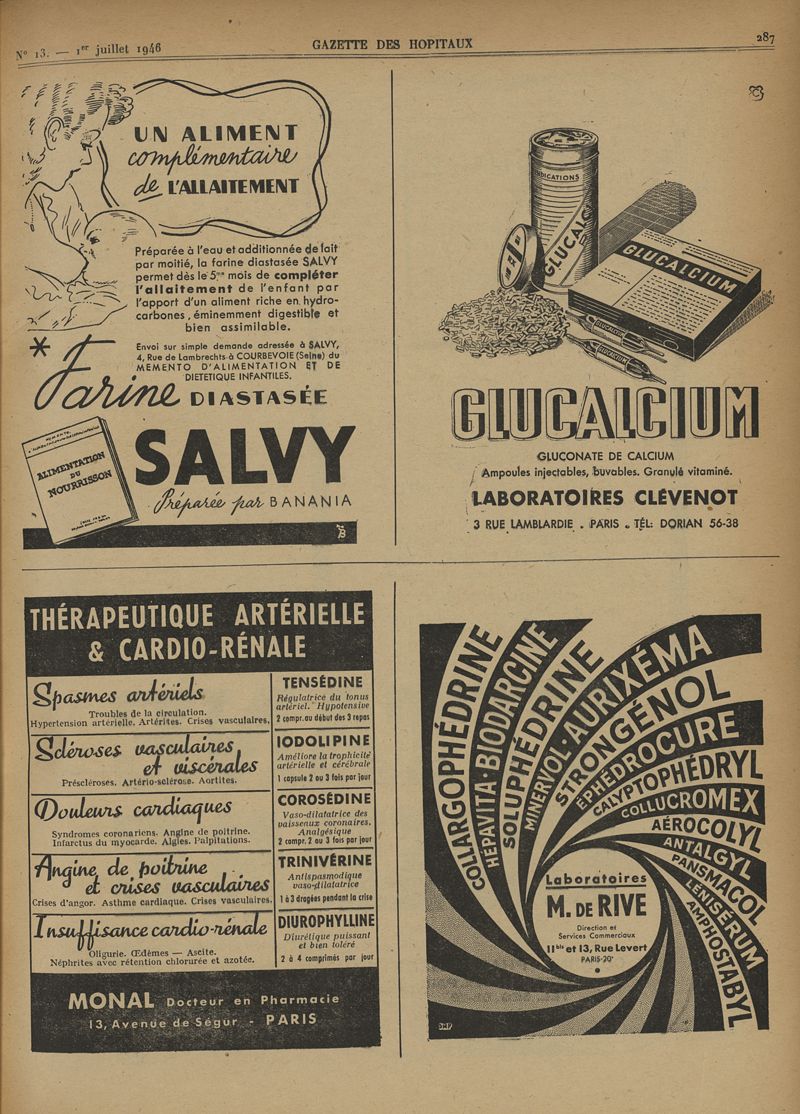 Nº 13. — 1er juillet 1946
GAZETTE DES HOPITAUX
287
UN ALIMENT
complémentaire
de L'ALLAITEMENT
Préparée à l'eau et additionnée de lait
par moitié, la farine diastasée SALVY
permet dès le 5me mois de compléter
l'allaitement de l'enfant par
l'apport d'un aliment riche en hydro-
carbones, éminemment digestible et
bien assimilable.
* Envoi sur simple demande adressée à SALVY,
4, Rue de Lambrechts à COURBEVOIE (Seine) du
MEMENTO D'ALIMENTATION ET DE
DIETETIQUE INFANTILES.
Farine DIASTASÉE
SALVY
Préparée par BANANIA
ALIMENTATION
DU
NOURRISSON
INDICATIONS
GLUCALC
GLUCALCIUM
GLUCALCIUM
GLUCALCIUM
GLUCALCIUM
GLUCONATE DE CALCIUM
Ampoules injectables, buvables. Granulé vitaminé.
LABORATOIRES CLÉVENOT
3 RUE LAMBLARDIE . PARIS . TÉL: DORIAN 56-38
THÉRAPEUTIQUE ARTÉRIELLE
& CARDIO-RÉNALE
Spasmes artériels
Troubles de la circulation.
Hypertension artérielle. Artérites. Crises vasculaires.
TENSÉDINE
Régulatrice du tonus
artériel. Hypotensive
2 compr. au début des 3 repas
Scléroses vasculaires
et viscérales
Préscléroses. Artério-sclérose. Aortites.
IODOLIPINE
Améliore la trophicité
artérielle et cérébrale
1 capsule 2 ou 3 fois par jour
Douleurs cardiaques
Syndromes coronariens. Angine de poitrine.
Infarctus du myocarde. Algies. Palpitations.
COROSÉDINE
Vaso-dilatatrice des
vaisseaux coronaires.
Analgésique
2 compr. 2 ou 3 fois par jour
Angine de poitrine
et crises vasculaires
Crises d'angor. Asthme cardiaque. Crises vasculaires.
TRINIVÉRINE
Antispasmodique
vaso-dilatatrice
1 à 3 dragées pendant la crise
Insuffisance cardio-rénale
Oligurie. Œdèmes — Ascite.
Néphrites avec rétention chlorurée et azotée.
DIUROPHYLLINE
Diurétique puissant
et bien toléré
2 à 4 comprimés par jour
MONAL Docteur en Pharmacie
13, Avenue de Ségur - PARIS
COLLARGOPHÉDRINE
HÉPAVITA·BIODARCINE
SOLUPHÉDRINE
MINERVOL·AURIXÉMA
STRONGÉNOL
ÉPHÉDROCURE
CALYPTOPHÉDRYL
COLLUCROMEX
AÉROCOLYL
ANTALGYL
PANSMACOL
LENISÉRUM
AMPHOSTABYL
Laboratoires
M. DE RIVE
Direction et
Services Commerciaux
11bis et 13, Rue Levert
PARIS-20e